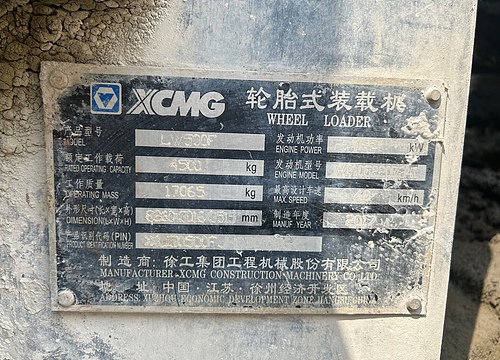 XCMG 轮胎式装载机
WHEEL LOADER
产品型号 发动机功率
MODEL ENGINE POWER kW
额定工作载荷 发动机型号
RATED OPERATING CAPACITY kg ENGINE MODEL
工作质量 最高设计车速
OPERATING MASS 17065 kg MAX. SPEED km/h
外形尺寸(长×宽×高) 制造年度
DIMENSION(L×W×H) mm MANUF. YEAR
产品识别代码(PIN)
PRODUCT IDENTIFICATION NUMBER
制造商: 徐工集团工程机械股份有限公司
MANUFACTURER XCMG CONSTRUCTION MACHINERY CO.,LTD
地 址: 中国·江苏·徐州经济开发区
ADDRESS XUZHOU ECONOMIC DEVELOPMENT ZONE,JIANGSU